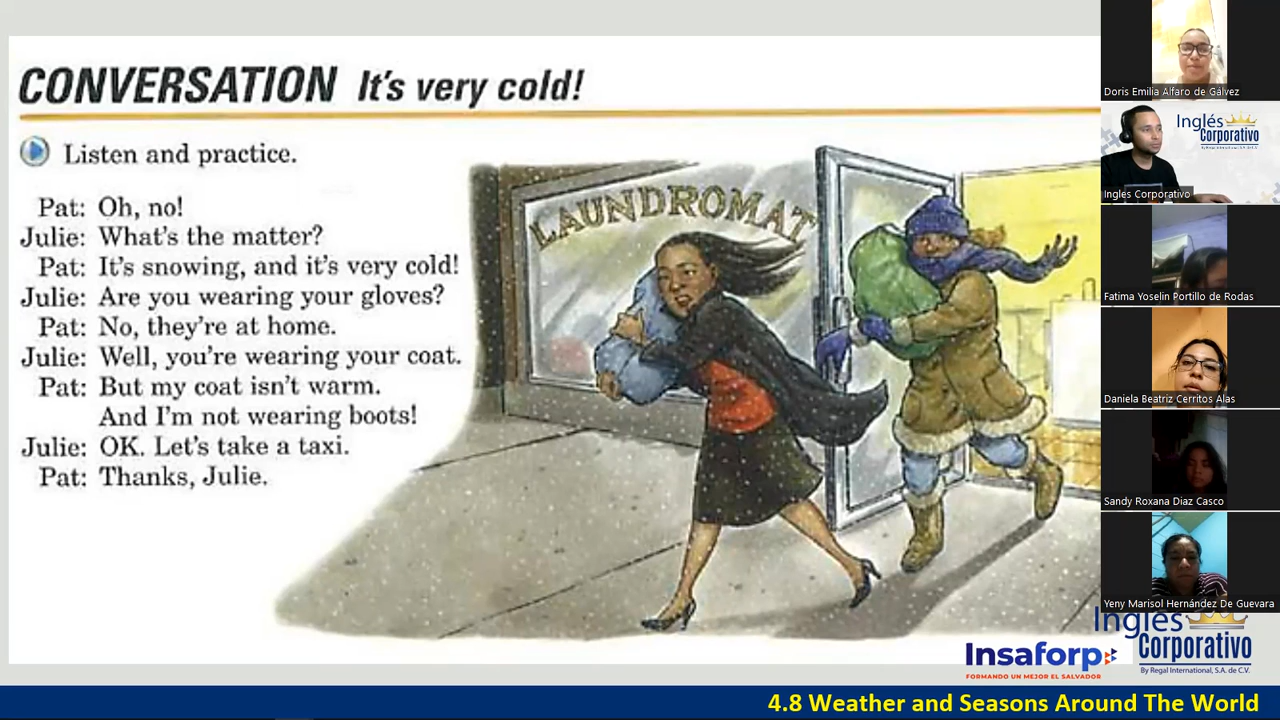 CONVERSATION It's very cold!
Listen and practice.
Pat: Oh, no!
Julie: What's the matter?
Pat: It's snowing, and it's very cold!
Julie: Are you wearing your gloves?
Pat: No, they're at home.
Julie: Well, you're wearing your coat.
Pat: But my coat isn't warm.
And I'm not wearing boots!
Julie: OK. Let's take a taxi.
Pat: Thanks, Julie.
LAUNDROMAT
Doris Emilia Alfaro de Gálvez
Inglés
Corporativo
By Regal International, S.A. de C.V.
Inglés Corporativo
Fatima Yoselin Portillo de Rodas
Daniela Beatriz Cerritos Alas
Sandy Roxana Diaz Casco
Yeny Marisol Hernández De Guevara
Inglés
Corporativo
By Regal International, S.A. de C.V.
Insaforp
FORMANDO UN MEJOR EL SALVADOR
4.8 Weather and Seasons Around The World